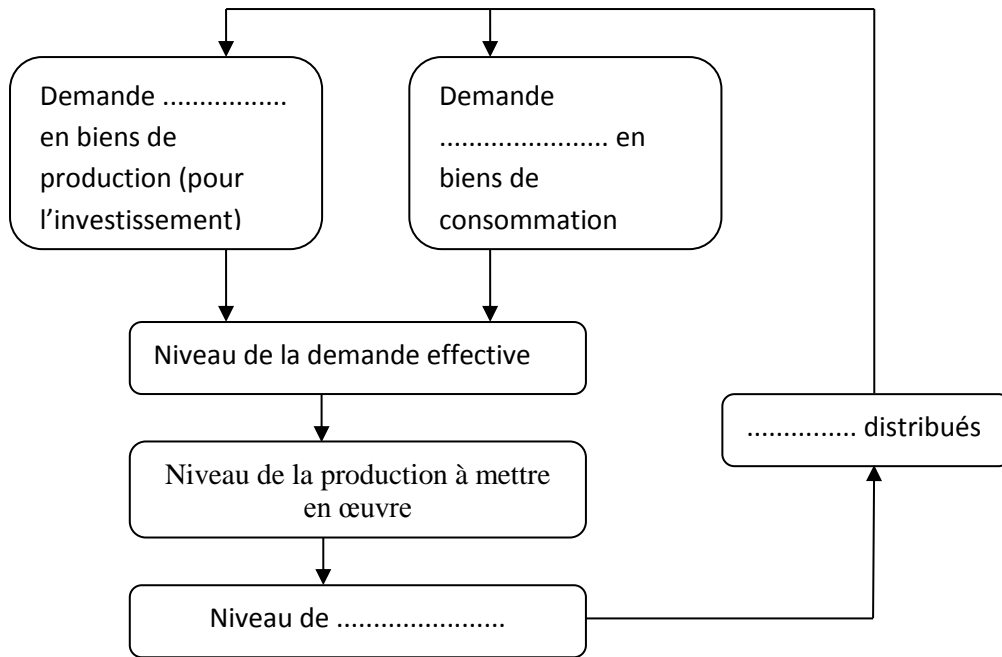 Demande .................
en biens de
production (pour
l’investissement)
Demande
....................... en
biens de
consommation
Niveau de la demande effective
............... distribués
Niveau de la production à mettre
en œuvre
Niveau de .......................